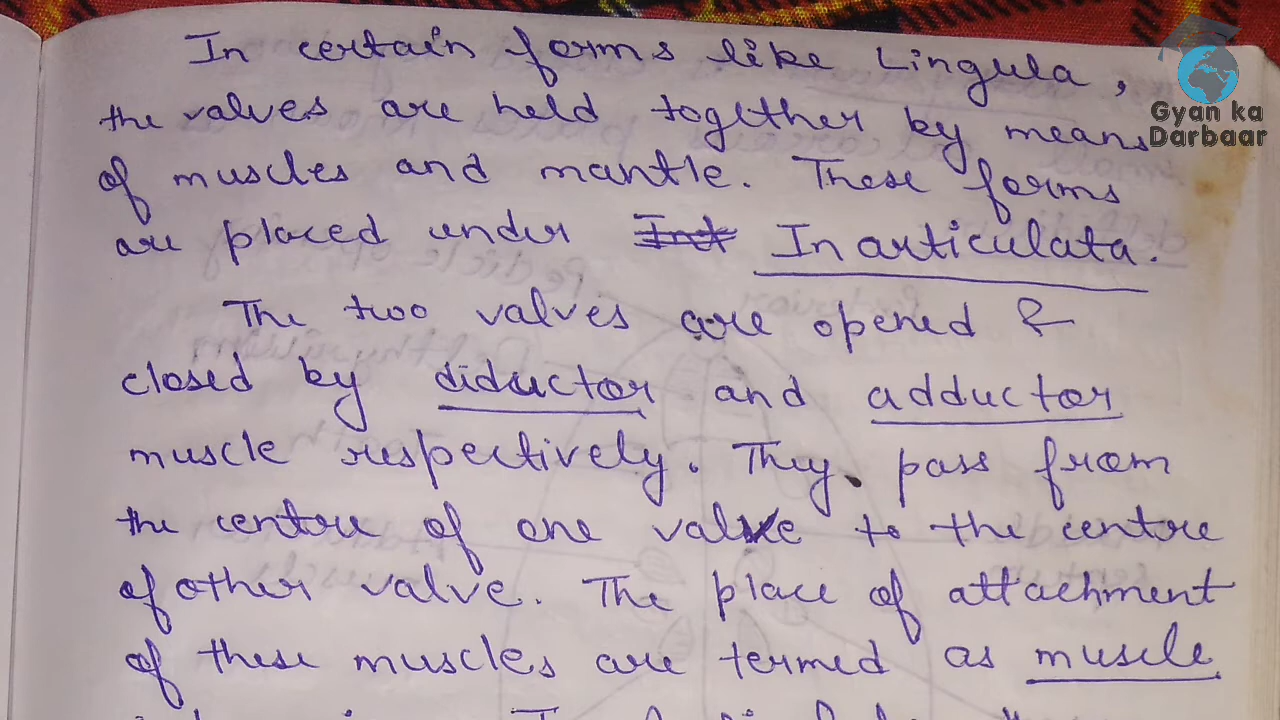 In certain forms like Lingula,
the valves are held together by means
of muscles and mantle. These forms
are placed under Int Inarticulata.
The two valves are opened &
closed by diductor and adductor
muscle respectively. They pass from
the centre of one valve to the centre
of other valve. The place of attachment
of these muscles are termed as muscle
Gyan ka
Darbaar